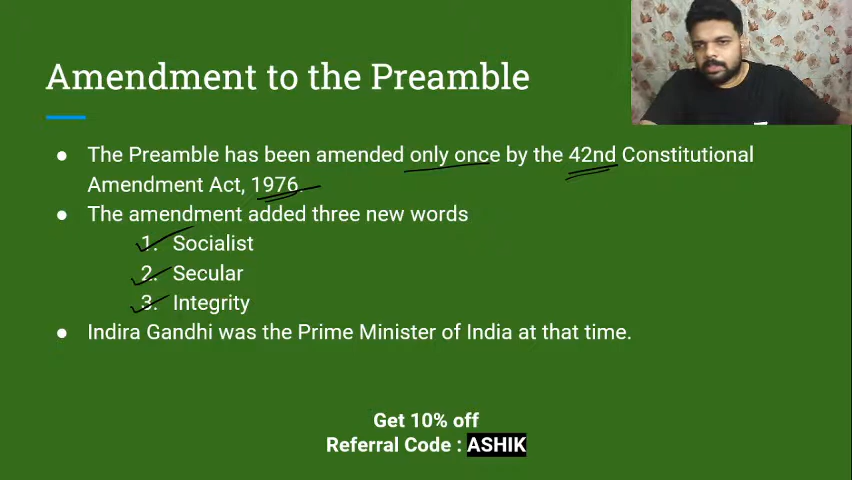 Amendment to the Preamble
● The Preamble has been amended only once by the 42nd Constitutional
Amendment Act, 1976.
● The amendment added three new words
1. Socialist
2. Secular
3. Integrity
● Indira Gandhi was the Prime Minister of India at that time.
Get 10% off
Referral Code : ASHIK